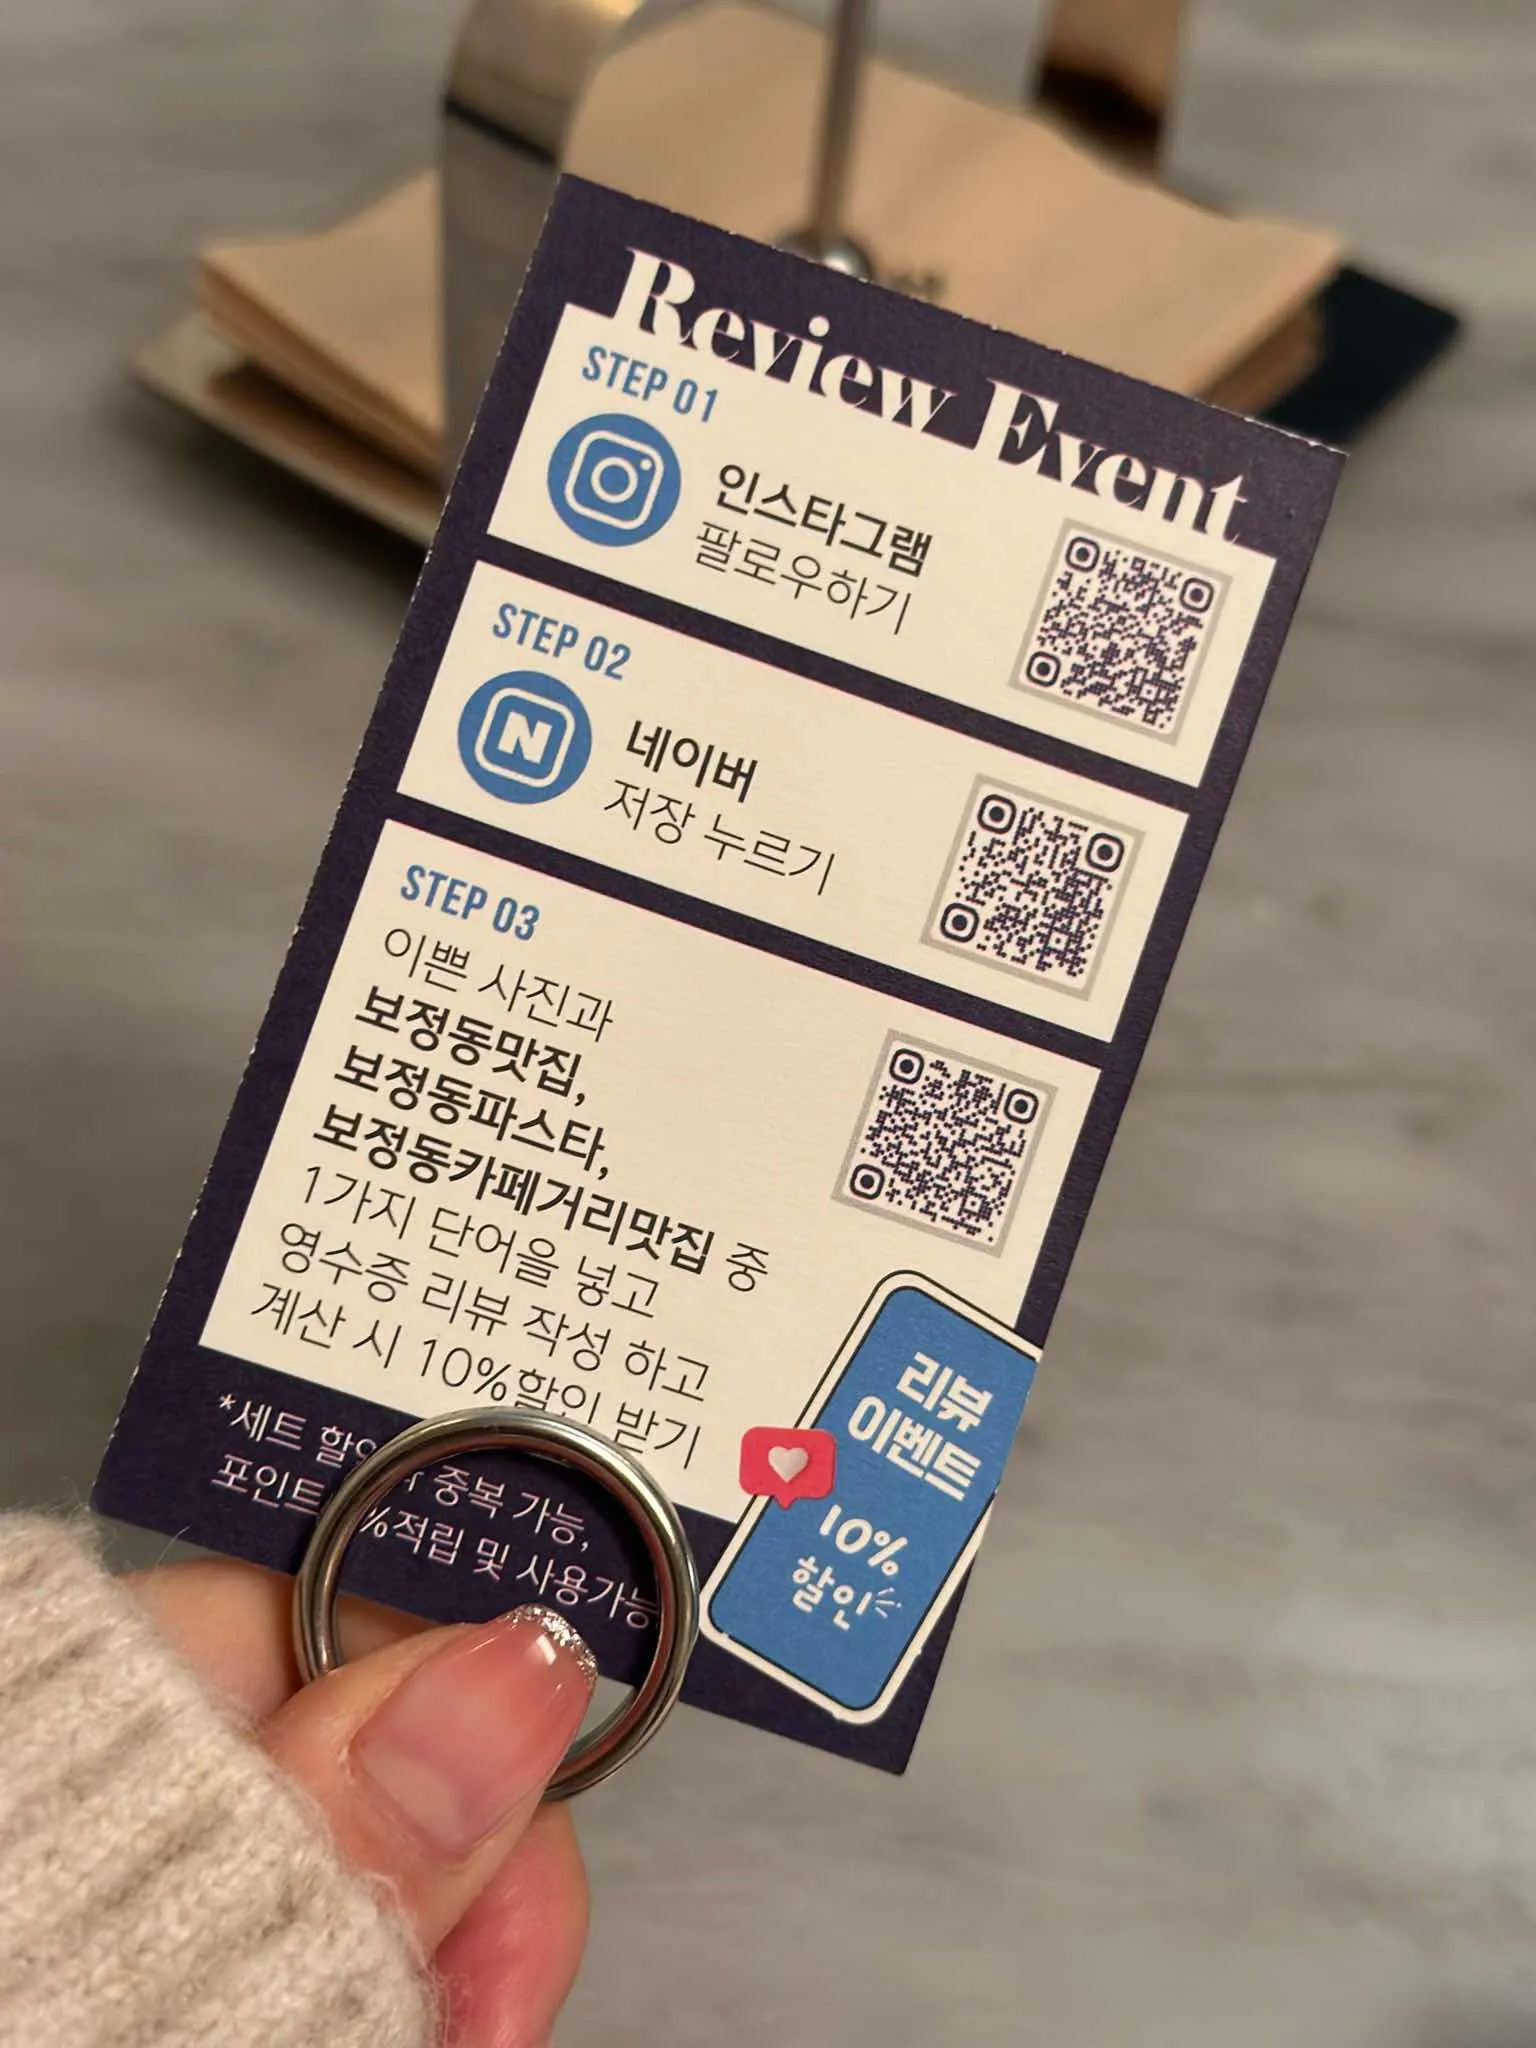 Review Event
STEP 01
인스타그램
팔로우하기
STEP 02
N
네이버
저장 누르기
STEP 03
이쁜 사진과
보정동맛집,
보정동파스타,
보정동카페거리맛집 중
1가지 단어을 넣고
영수증 리뷰 작성 하고
계산 시 10%할인 받기
*세트 중복 가능,
포인트 %적립 및 사용가능
리뷰
이벤트
10%
할인